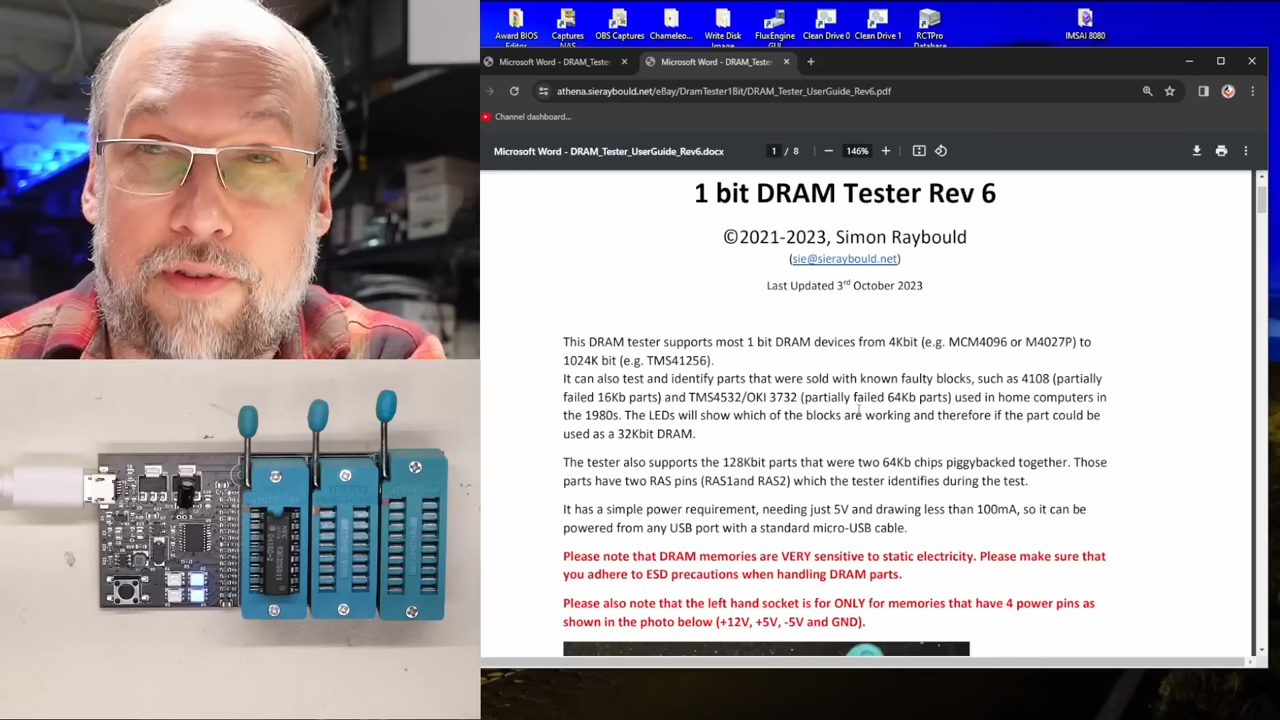 Award BIOS Editor
Captures NAS
OBS Captures
Chameleo...
Write Disk Image
FluxEngine GUI
Clean Drive 0
Clean Drive 1
RCTPro Database
IMSAI 8080
Microsoft Word - DRAM_Teste
Microsoft Word - DRAM_Teste
athena.sieraybould.net/eBay/DramTester1Bit/DRAM_Tester_UserGuide_Rev6.pdf
Channel dashboard...
Microsoft Word - DRAM_Tester_UserGuide_Rev6.docx
1 / 8
146%
1 bit DRAM Tester Rev 6
©2021-2023, Simon Raybould
(sie@sieraybould.net)
Last Updated 3rd October 2023
This DRAM tester supports most 1 bit DRAM devices from 4Kbit (e.g. MCM4096 or M4027P) to
1024K bit (e.g. TMS41256).
It can also test and identify parts that were sold with known faulty blocks, such as 4108 (partially
failed 16Kb parts) and TMS4532/OKI 3732 (partially failed 64Kb parts) used in home computers in
the 1980s. The LEDs will show which of the blocks are working and therefore if the part could be
used as a 32Kbit DRAM.
The tester also supports the 128Kbit parts that were two 64Kb chips piggybacked together. Those
parts have two RAS pins (RAS1and RAS2) which the tester identifies during the test.
It has a simple power requirement, needing just 5V and drawing less than 100mA, so it can be
powered from any USB port with a standard micro-USB cable.
Please note that DRAM memories are VERY sensitive to static electricity. Please make sure that
you adhere to ESD precautions when handling DRAM parts.
Please also note that the left hand socket is for ONLY for memories that have 4 power pins as
shown in the photo below (+12V, +5V, -5V and GND).